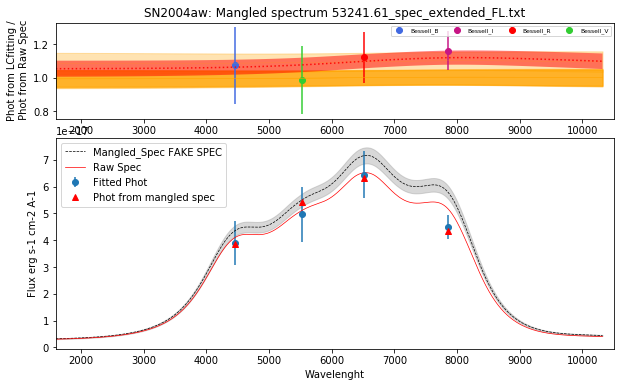 SN2004aw: Mangled spectrum 53241.61_spec_extended_FL.txt
Phot from LCfitting /
Phot from Raw Spec
1.2
1.0
0.8
Bessell_B
Bessell_I
Bessell_R
Bessell_V
2000 3000 4000 5000 6000 7000 8000 9000 10000
1e−17
Flux erg s-1 cm-2 A-1
7
6
5
4
3
2
1
0
Mangled_Spec FAKE SPEC
Raw Spec
Fitted Phot
Phot from mangled spec
2000 3000 4000 5000 6000 7000 8000 9000 10000
Wavelenght